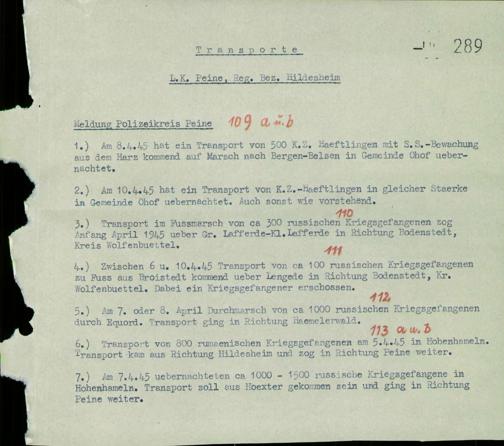 Transporte
289
L.K. Peine, Reg. Bez. Hildesheim
Meldung Polizeikreis Peine 109 a u. b
1.) Am 8.4.45 hat ein Transport von 500 K.Z. Haeftlingen mit S.S.-Bewachung
aus dem Harz kommend auf Marsch nach Bergen-Belsen in Gemeinde Ohof ueber-
nachtet.
2.) Am 10.4.45 hat ein Transport von K.Z.-Haeftlingen in gleicher Staerke
in Gemeinde Ohof uebernachtet. Auch sonst wie vorstehend.
110
3.) Transport im Fussmarsch von ca 300 russischen Kriegsgefangenen zog
Anfang April 1945 ueber Gr. Lafferde-Kl.Lafferde in Richtung Bodenstedt,
Kreis Wolfenbuettel.
111
4.) Zwischen 6 u. 10.4.45 Transport von ca 100 russischen Kriegsgefangenen
zu Fuss aus Broistedt kommend ueber Lengede in Richtung Bodenstedt, Kr.
Wolfenbuettel. Dabei ein Kriegsgefangener erschossen.
112
5.) Am 7. oder 8. April Durchmarsch von ca 1000 russischen Kriegsgefangenen
durch Equord. Transport ging in Richtung Haemelerwald.
113 a u. b
6.) Transport von 800 rumaenischen Kriegsgefangenen am 5.4.45 in Hohenhameln.
Transport kam aus Richtung Hildesheim und zog in Richtung Peine weiter.
7.) Am 7.4.45 uebernachteten ca 1000 - 1500 russische Kriegsgefangene in
Hohenhameln. Transport soll aus Hoexter gekommen sein und ging in Richtung
Peine weiter.